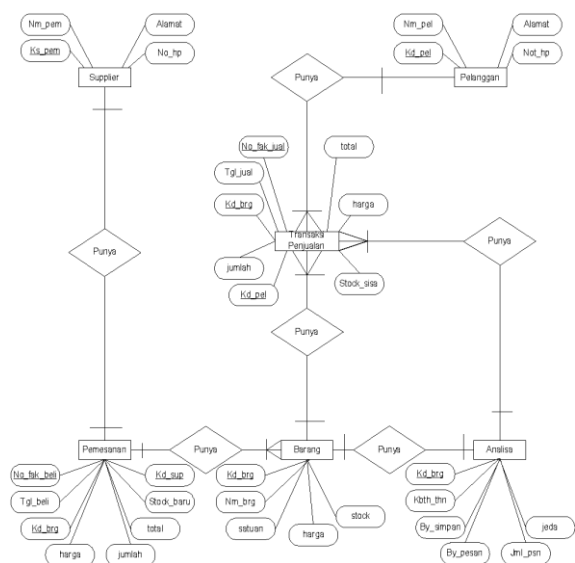 Nm_pem
Alamat
Ks_pem
No_hp
Supplier
Nm_pel
Alamat
Kd_pel
Not_hp
Pelanggan
Punya
No_fak_jual
total
Tgl_jual
Kd_brg
harga
Transaksi
Penjualan
jumlah
Kd_pel
Stock_sisa
Punya
Punya
Punya
Pemesanan
Punya
Barang
Punya
Analisa
No_fak_beli
Kd_sup
Tgl_beli
Stock_baru
Kd_brg
total
harga
jumlah
Kd_brg
Nm_brg
stock
satuan
harga
Kd_brg
Kbth_thn
By_simpan
jeda
By_pesan
Jml_psn